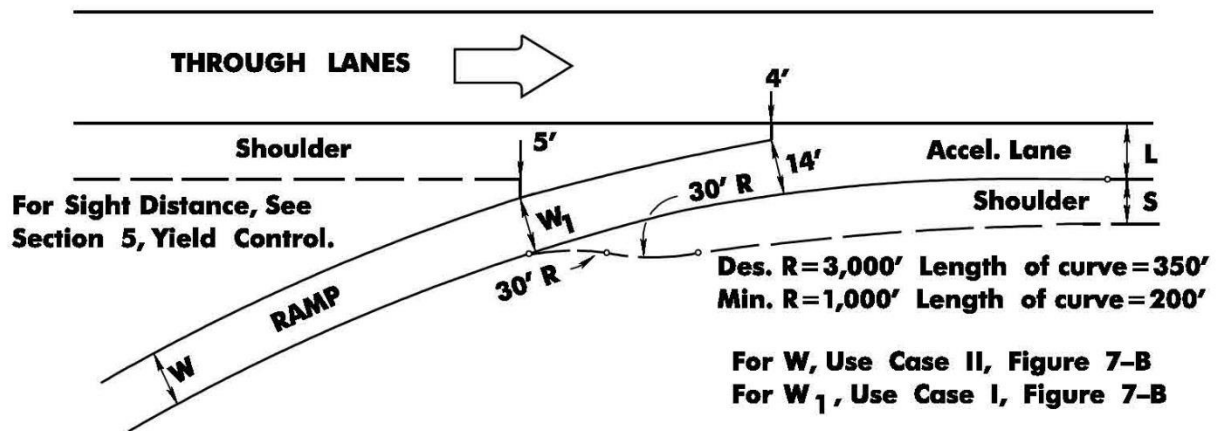 THROUGH LANES
4'
5'
Shoulder
Accel. Lane
L
14'
30' R
Shoulder
S
For Sight Distance, See
Section 5, Yield Control.
W1
30' R
RAMP
W
Des. R=3,000' Length of curve=350'
Min. R=1,000' Length of curve=200'
For W, Use Case II, Figure 7-B
For W1, Use Case I, Figure 7-B